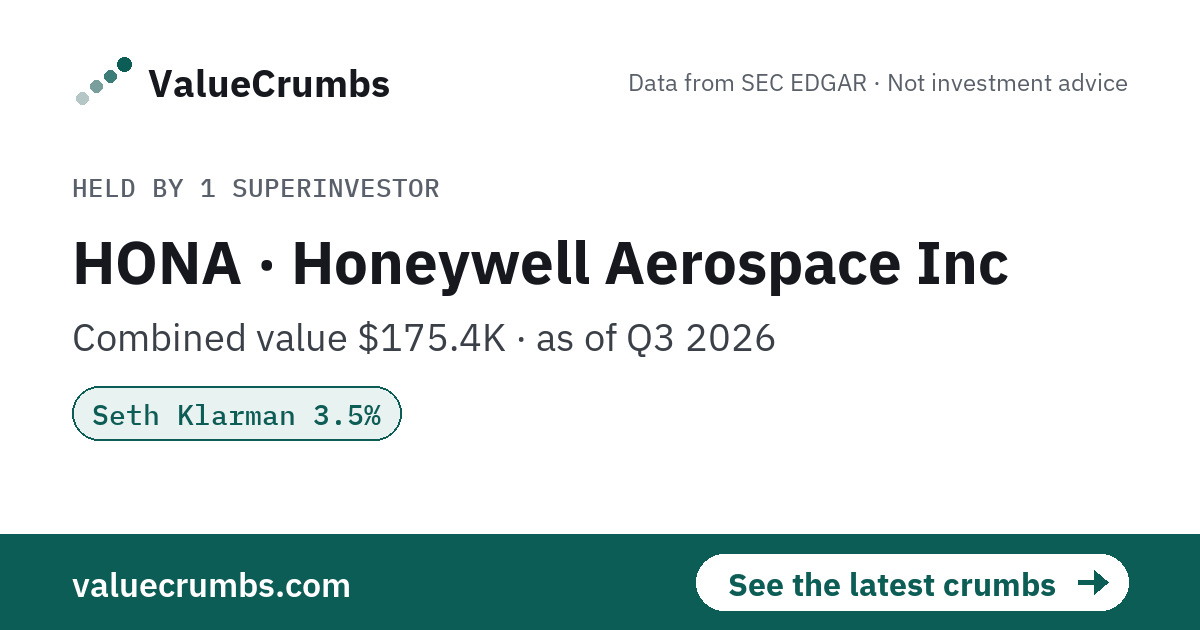 ValueCrumbs
Data from SEC EDGAR · Not investment advice
HELD BY 1 SUPERINVESTOR
HONA · Honeywell Aerospace Inc
Combined value $175.4K · as of Q3 2026
Seth Klarman 3.5%
valuecrumbs.com
See the latest crumbs →